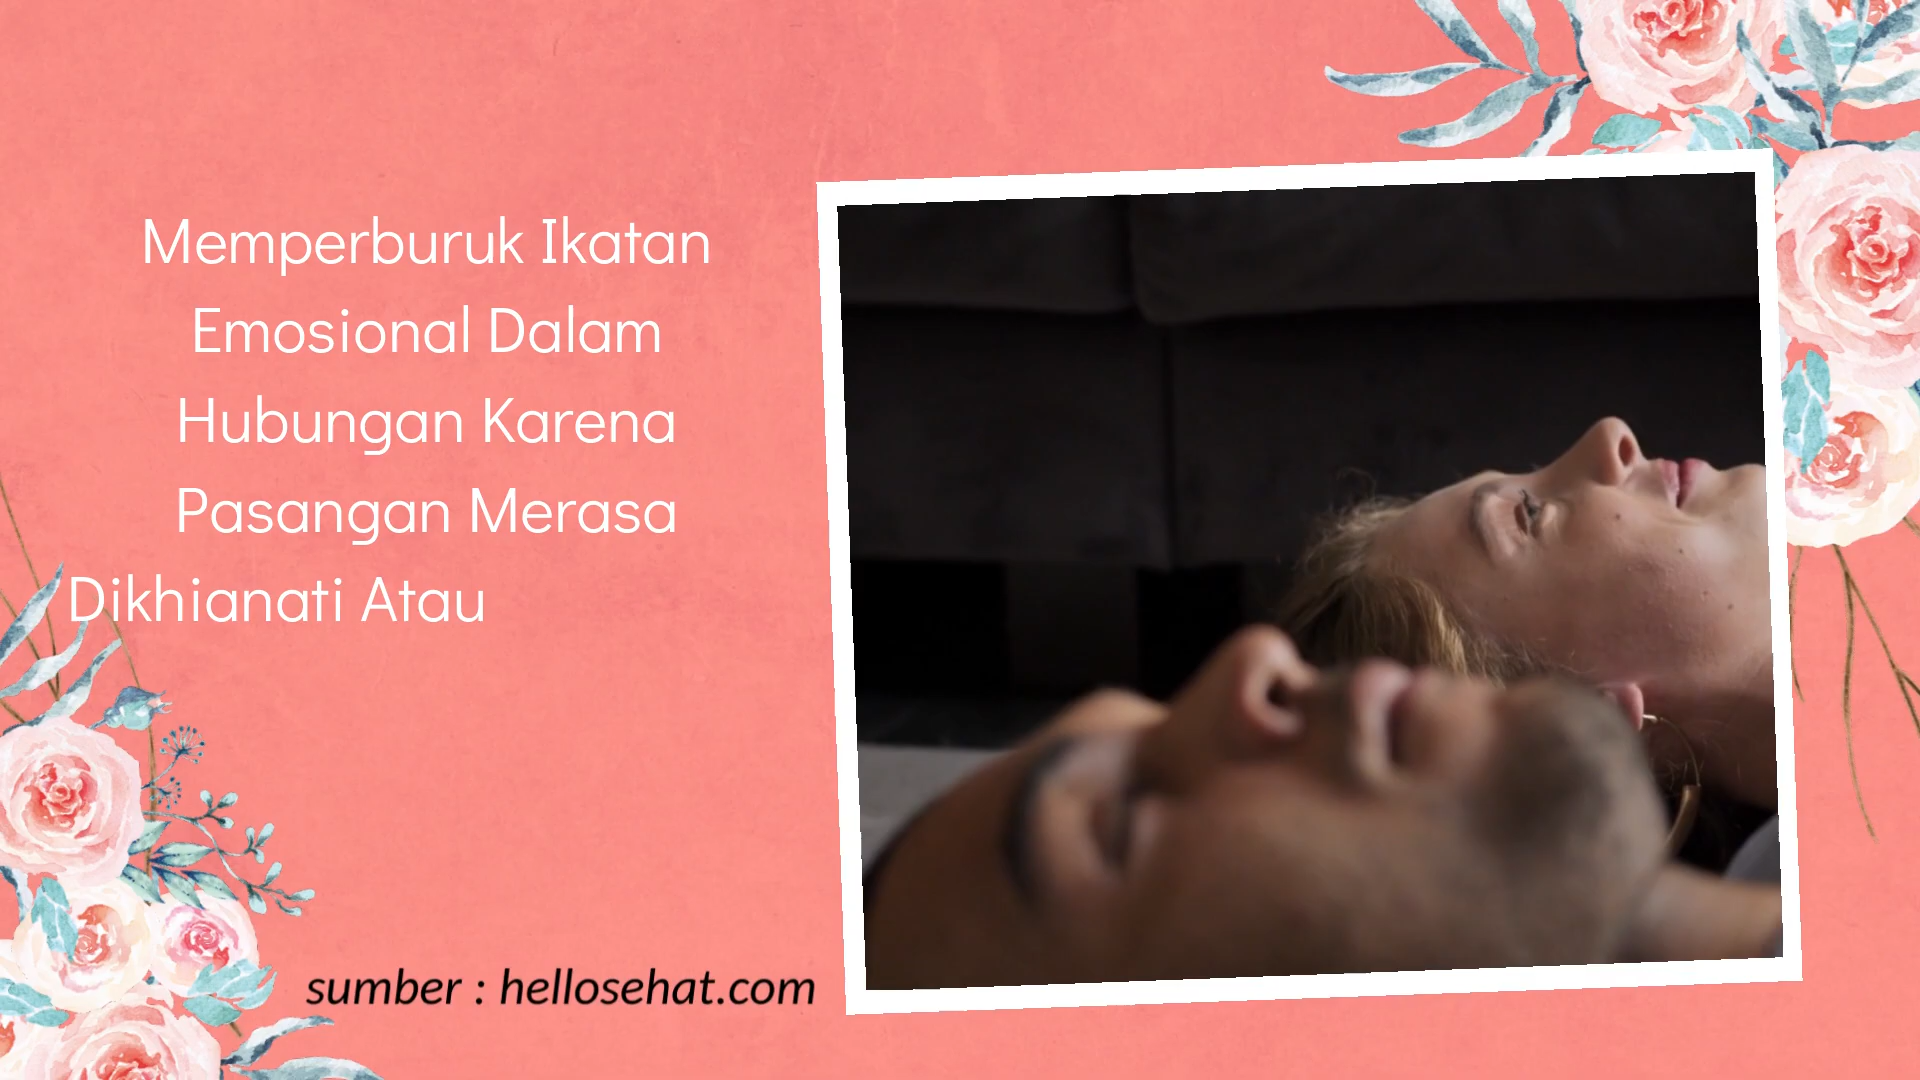 Memperburuk Ikatan
Emosional Dalam
Hubungan Karena
Pasangan Merasa
Dikhianati Atau
sumber : hellosehat.com